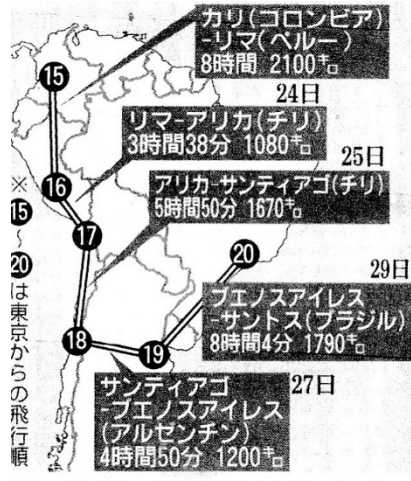 カリ(コロンビア)
-リマ(ペルー)
8時間 2100㌔
24日
リマ-アリカ(チリ)
3時間38分 1080㌔
25日
アリカ-サンティアゴ(チリ)
5時間50分 1670㌔
29日
ブエノスアイレス
-サントス(ブラジル)
8時間4分 1790㌔
27日
サンティアゴ
-ブエノスアイレス
(アルゼンチン)
4時間50分 1200㌔
⑮
⑯
⑰
⑱
⑲
⑳
※⑮~⑳は東京からの飛行順